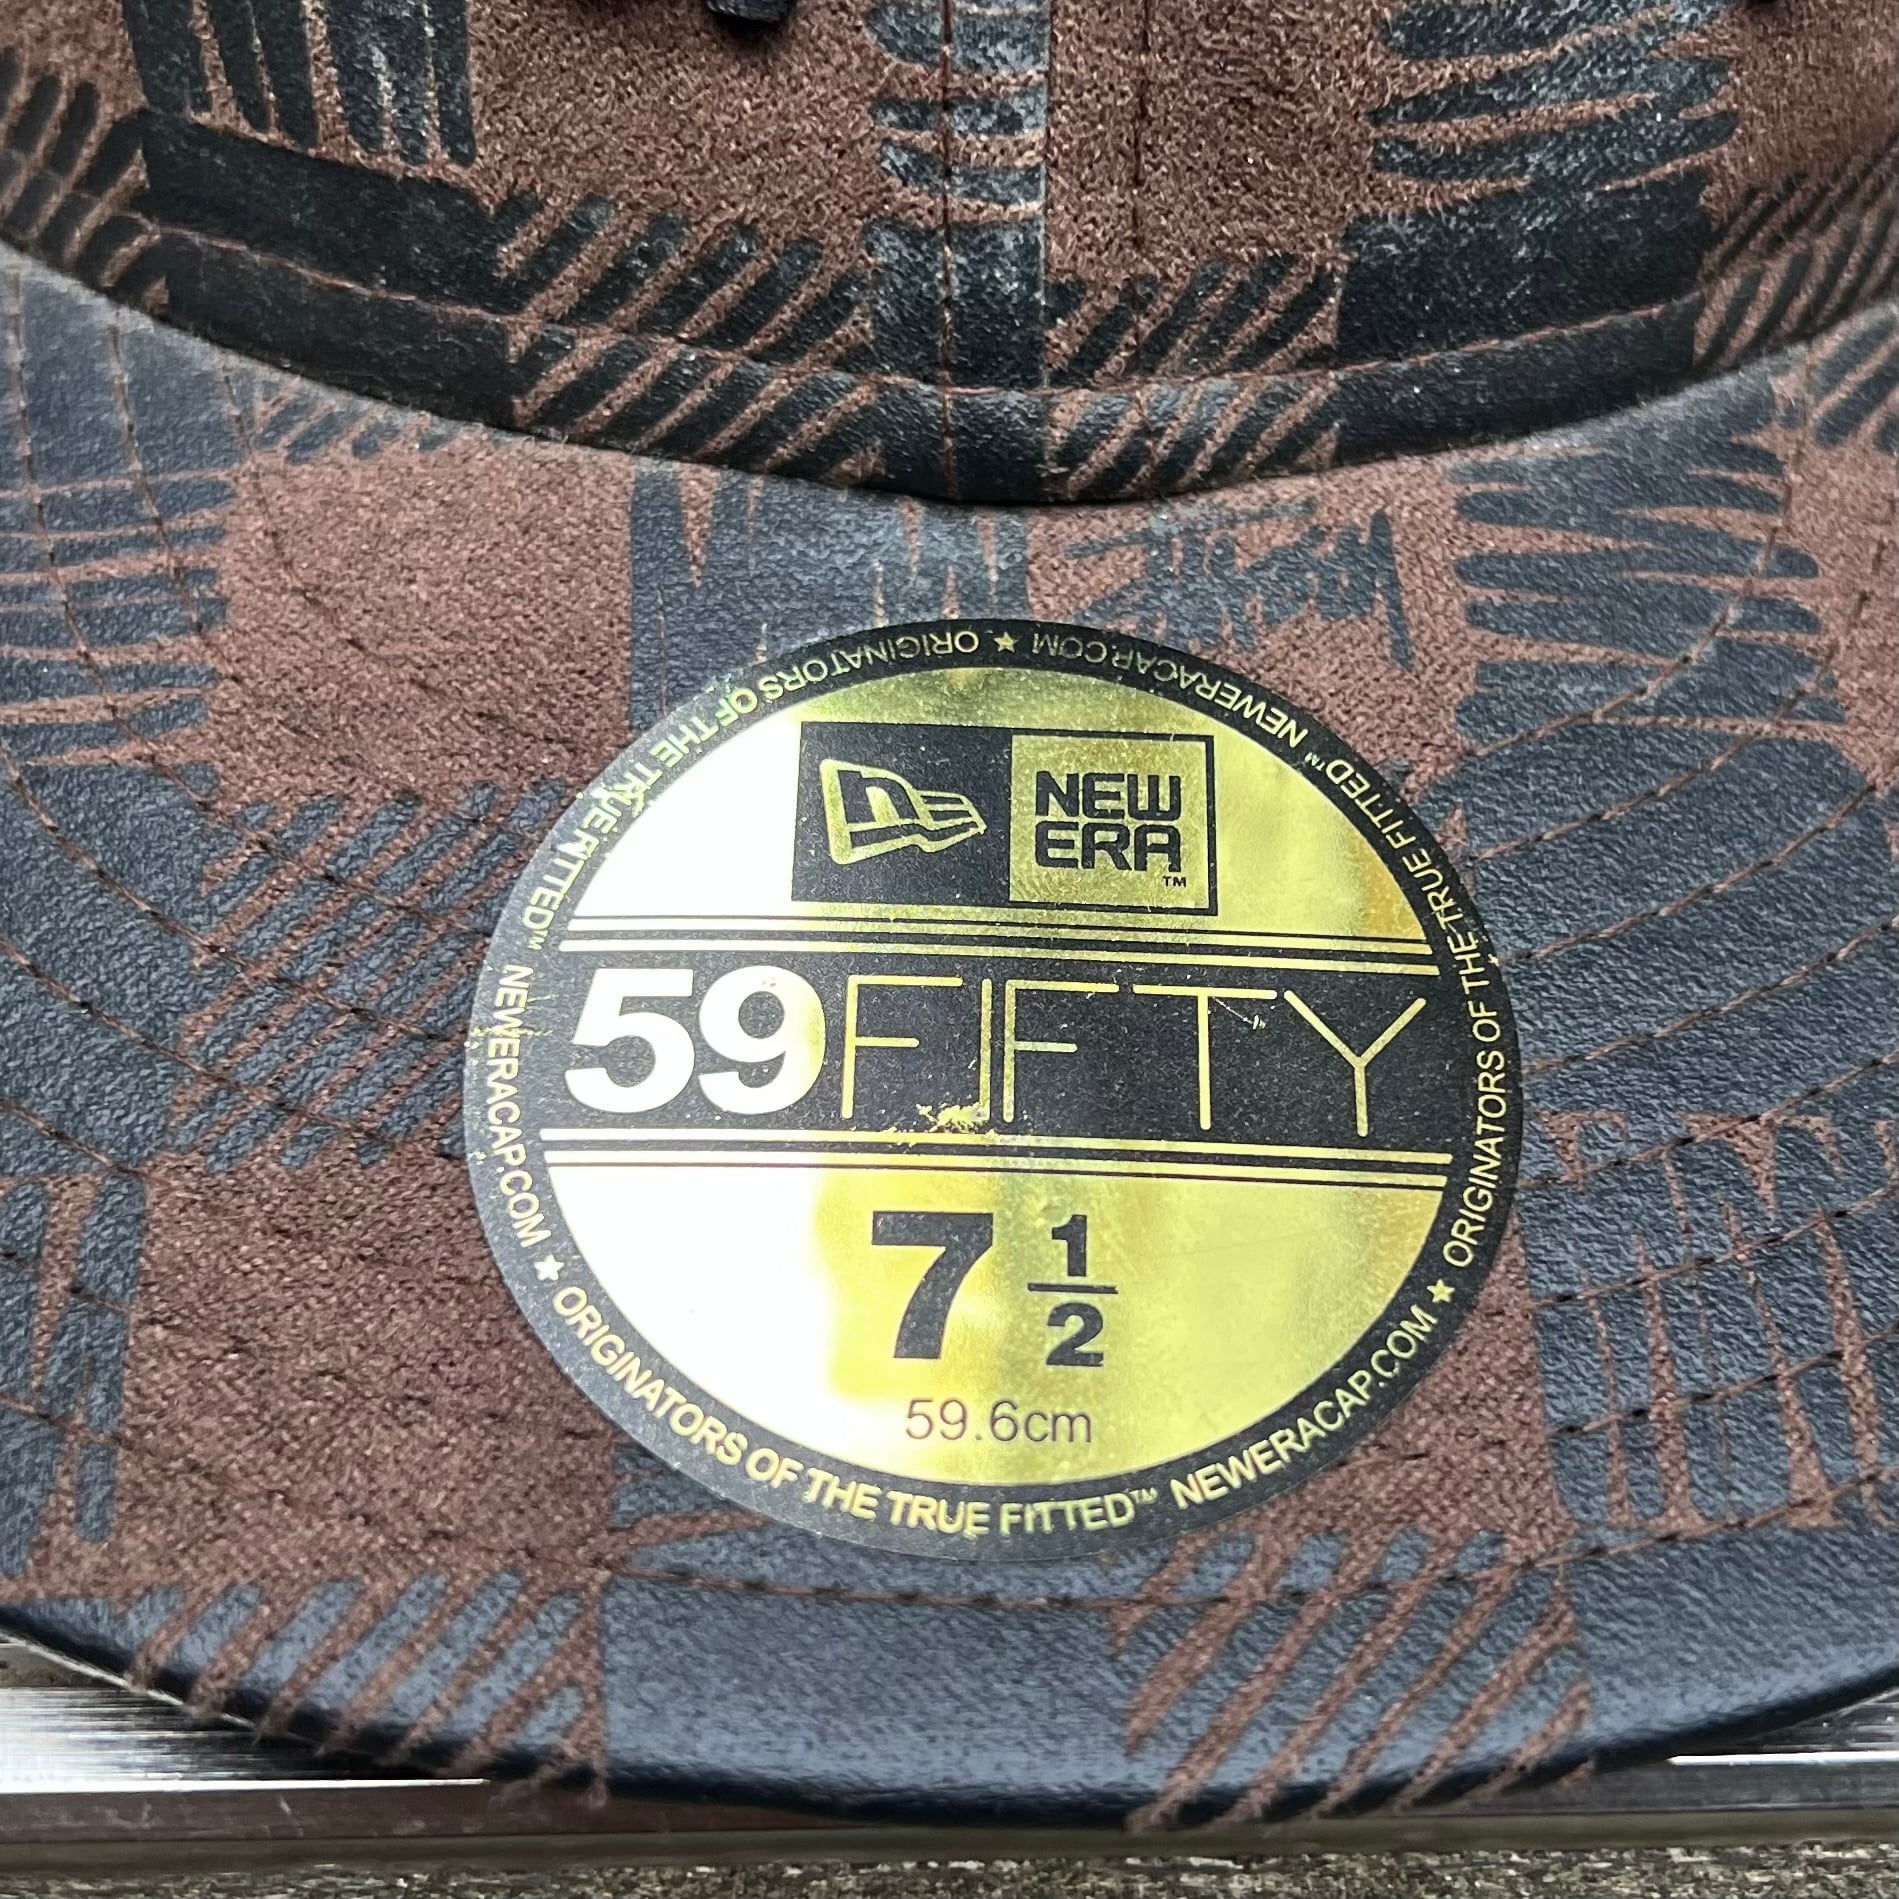 NEW
ERA™
59FIFTY
7 1/2
59.6cm
ORIGINATORS OF THE TRUE FITTED™ NEWERACAP.COM ★
ORIGINATORS OF THE TRUE FITTED™ NEWERACAP.COM ★
ORIGINATORS OF THE TRUE FITTED™ NEWERACAP.COM ★